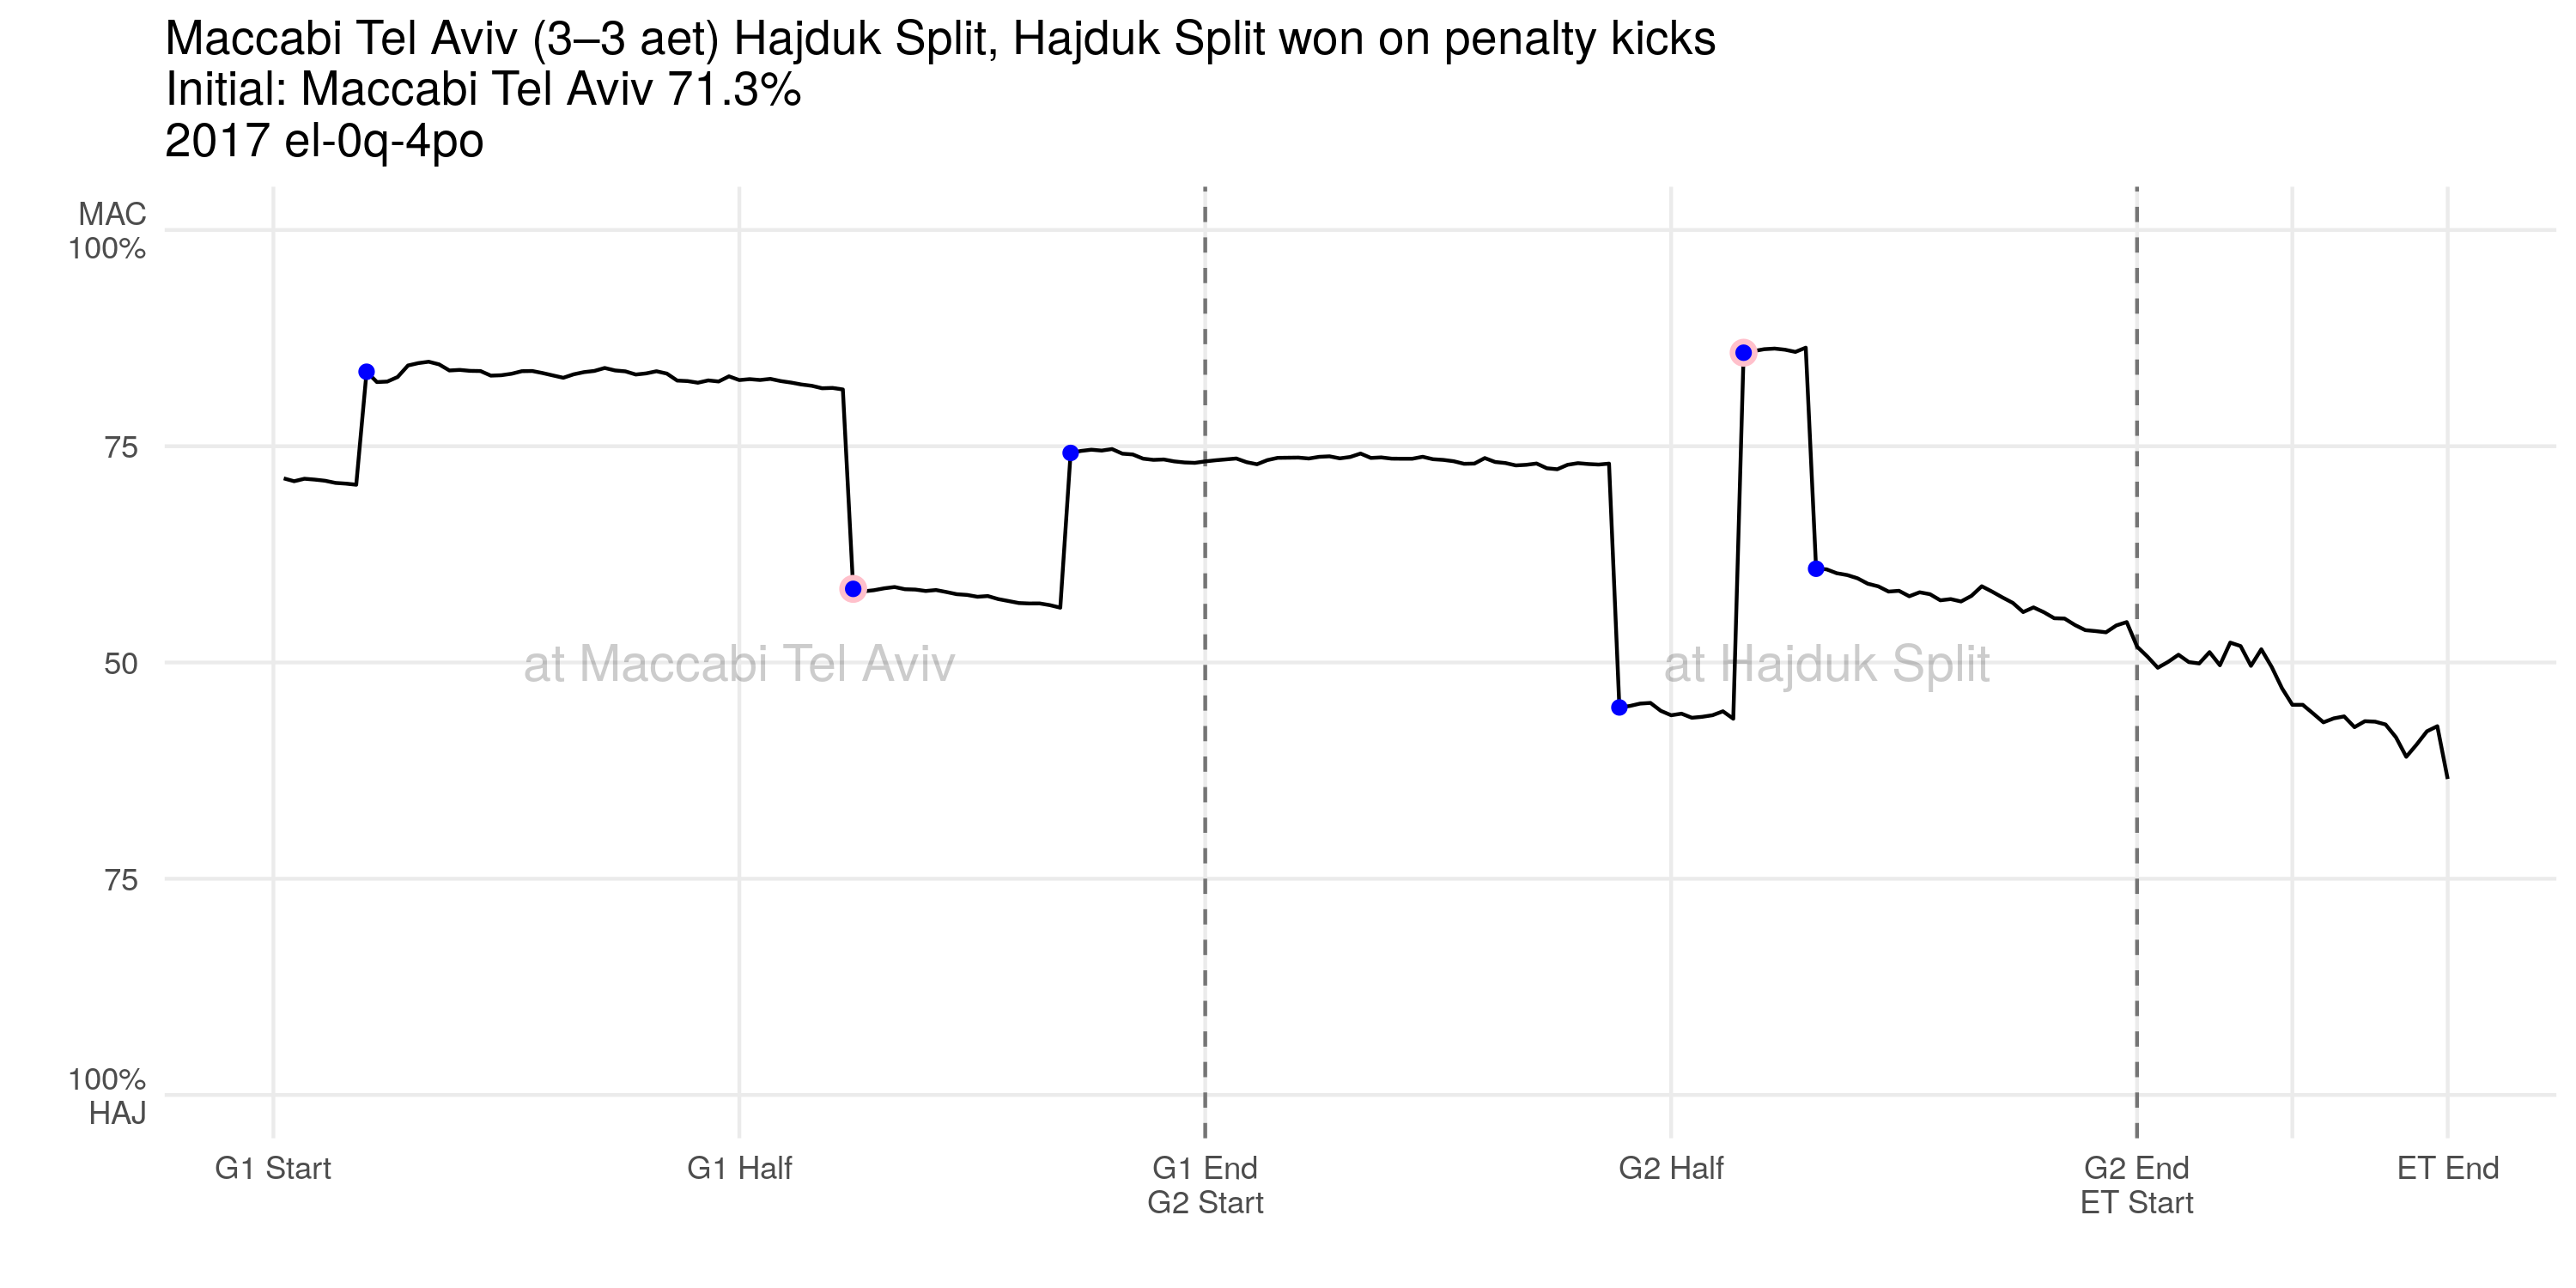 Maccabi Tel Aviv (3–3 aet) Hajduk Split, Hajduk Split won on penalty kicks
Initial: Maccabi Tel Aviv 71.3%
2017 el-0q-4po
MAC
100%
75
50
75
100%
HAJ
at Maccabi Tel Aviv
at Hajduk Split
G1 Start
G1 Half
G1 End
G2 Start
G2 Half
G2 End
ET Start
ET End